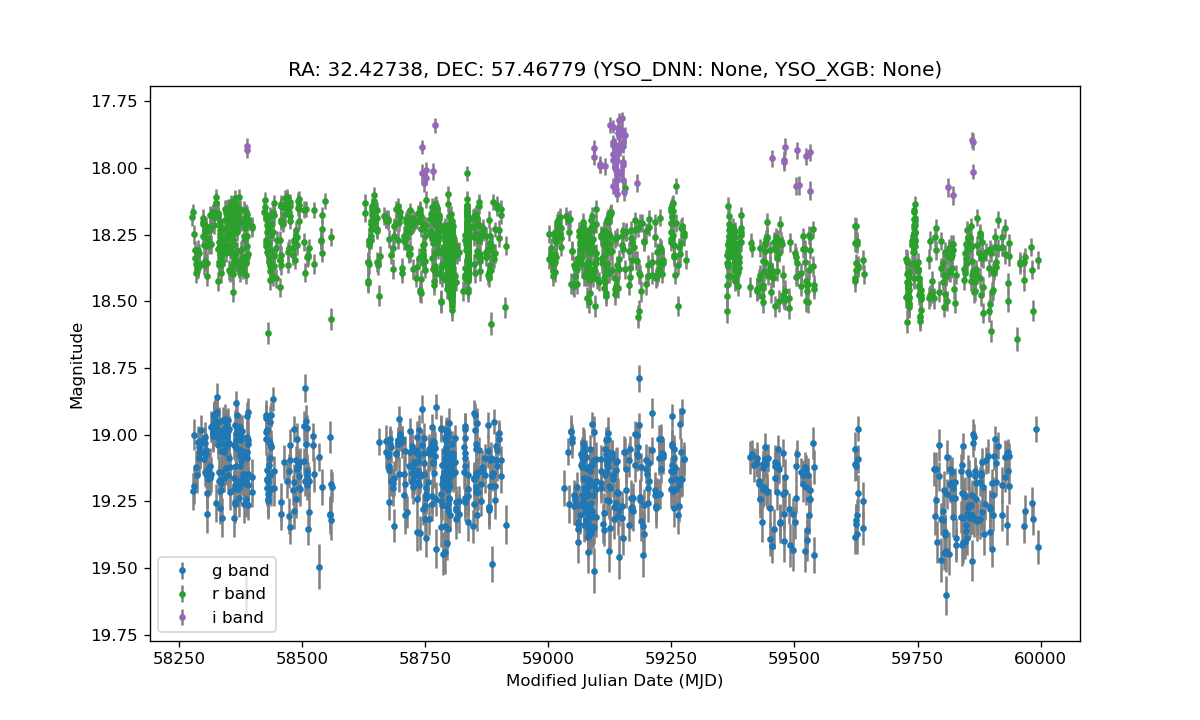 RA: 32.42738, DEC: 57.46779 (YSO_DNN: None, YSO_XGB: None)
17.75
18.00
18.25
18.50
18.75
19.00
19.25
19.50
19.75
Magnitude
g band
r band
i band
58250 58500 58750 59000 59250 59500 59750 60000
Modified Julian Date (MJD)